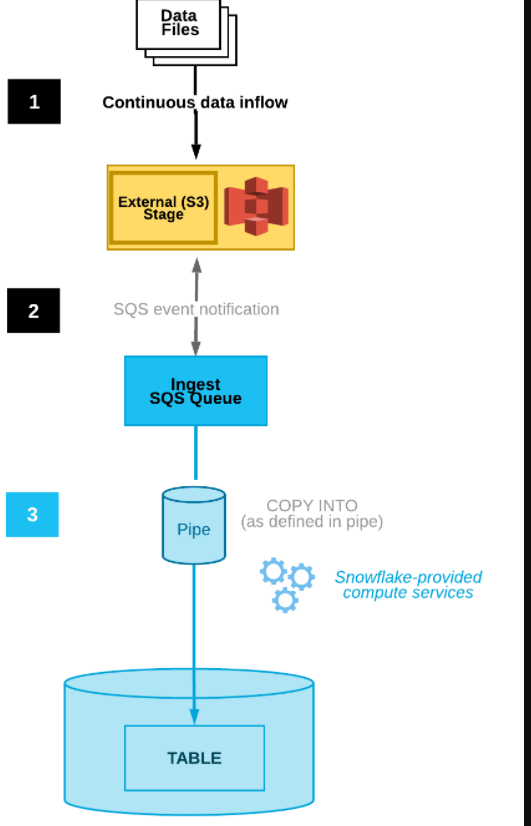 Data
Files
1
Continuous data inflow
External (S3)
Stage
2
SQS event notification
Ingest
SQS Queue
3
Pipe
COPY INTO
(as defined in pipe)
Snowflake-provided
compute services
TABLE